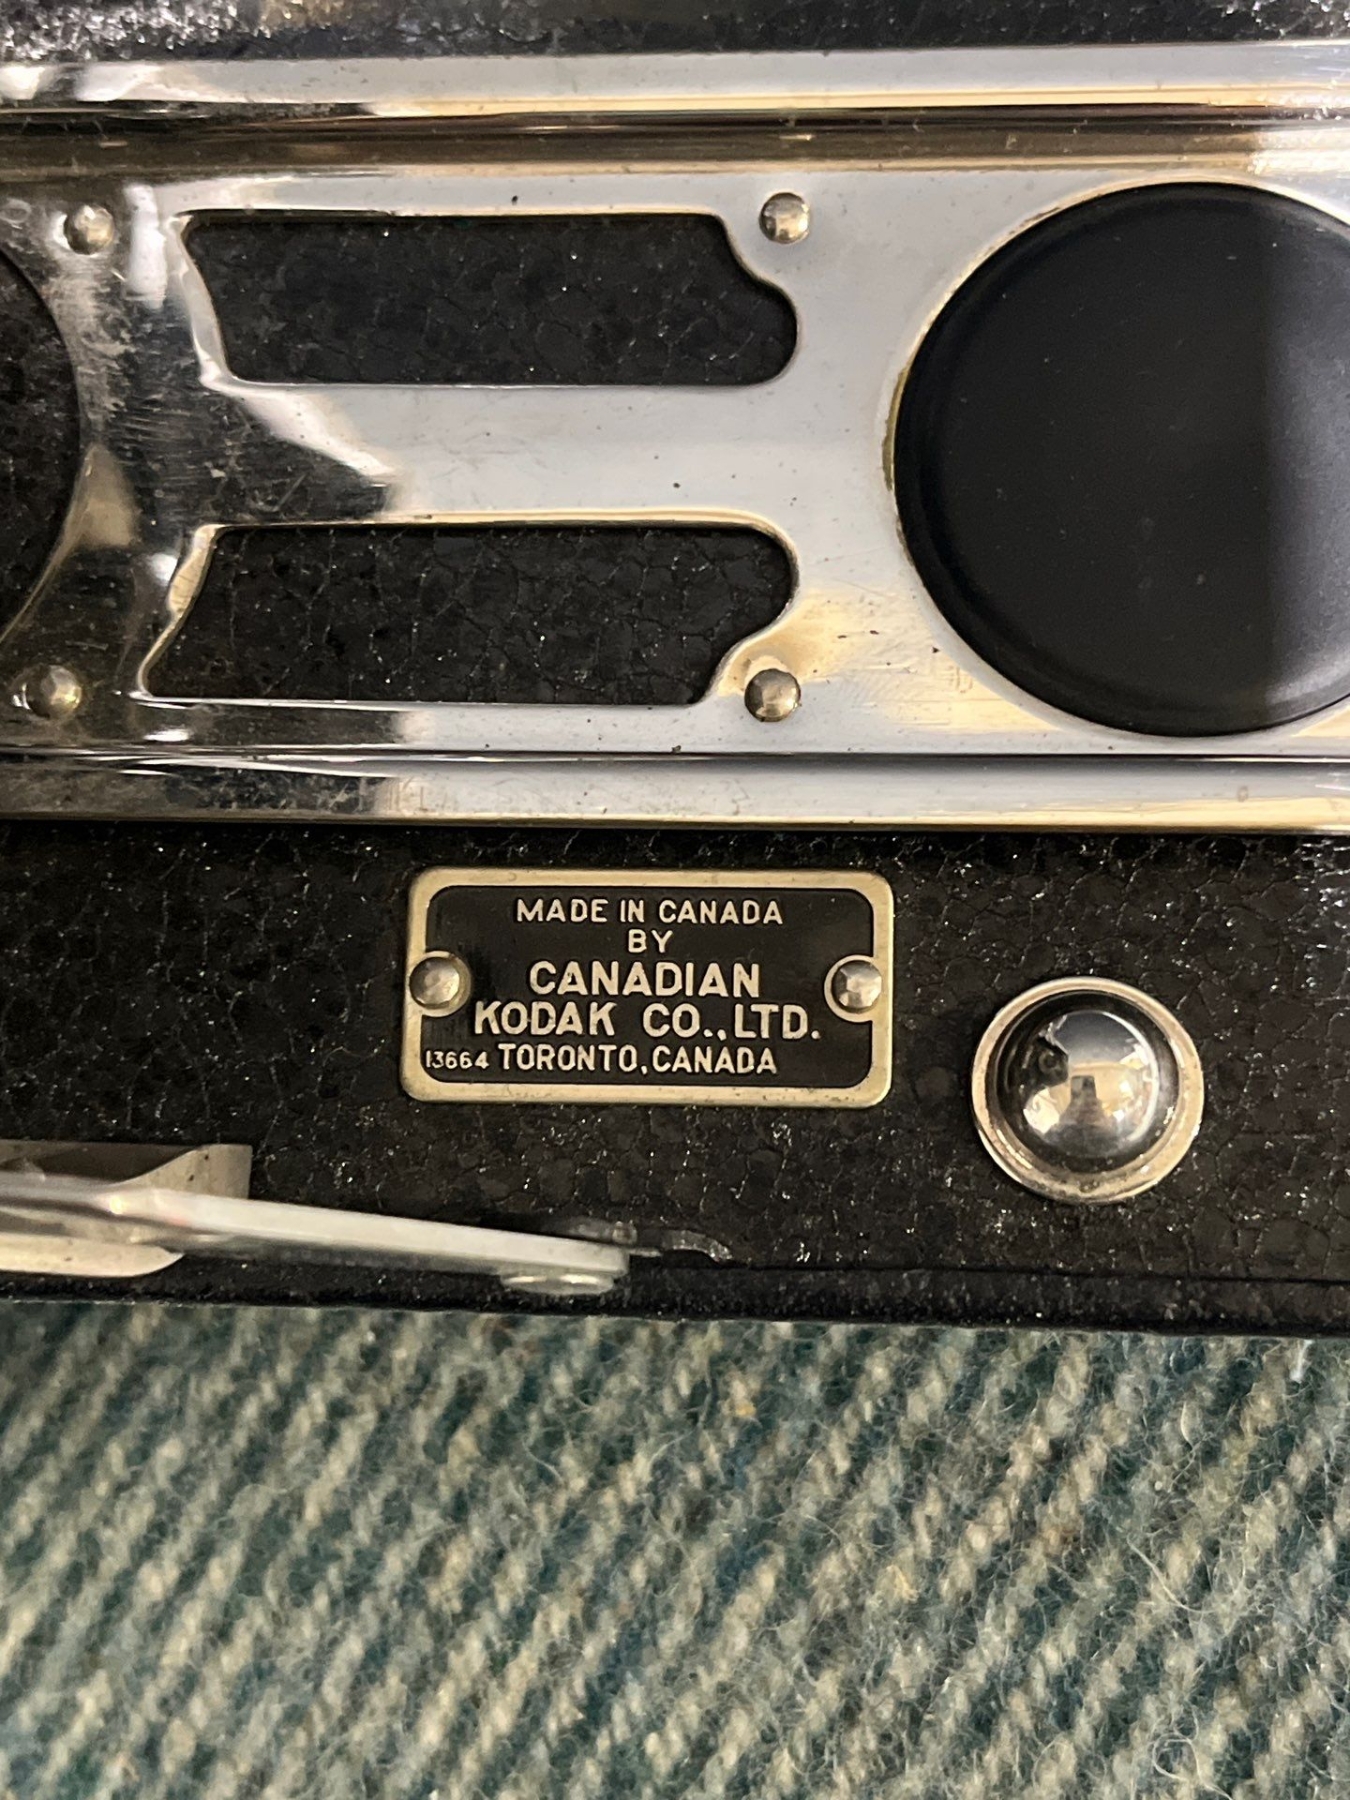 MADE IN CANADA
BY
CANADIAN
KODAK CO., LTD.
13664 TORONTO, CANADA